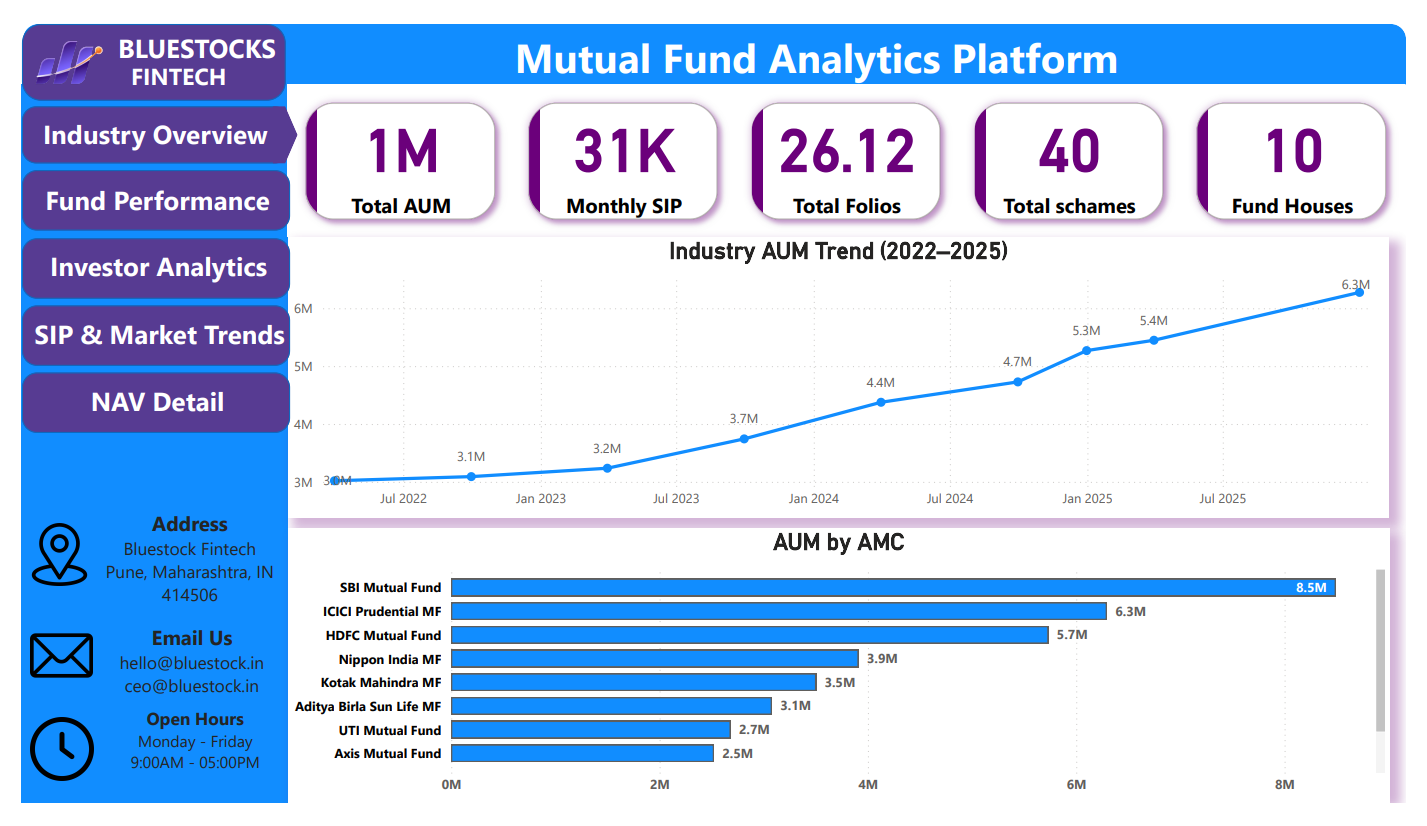 BLUESTOCKS
FINTECH
Mutual Fund Analytics Platform
Industry Overview
Fund Performance
Investor Analytics
SIP & Market Trends
NAV Detail
Address
Bluestock Fintech
Pune, Maharashtra, IN
414506
Email Us
hello@bluestock.in
ceo@bluestock.in
Open Hours
Monday - Friday
9:00AM - 05:00PM
1M
Total AUM
31K
Monthly SIP
26.12
Total Folios
40
Total schames
10
Fund Houses
Industry AUM Trend (2022–2025)
6M
5M
4M
3M
3.1M
3.2M
3.7M
4.4M
4.7M
5.3M
5.4M
6.3M
Jul 2022
Jan 2023
Jul 2023
Jan 2024
Jul 2024
Jan 2025
Jul 2025
AUM by AMC
SBI Mutual Fund 8.5M
ICICI Prudential MF 6.3M
HDFC Mutual Fund 5.7M
Nippon India MF 3.9M
Kotak Mahindra MF 3.5M
Aditya Birla Sun Life MF 3.1M
UTI Mutual Fund 2.7M
Axis Mutual Fund 2.5M
0M 2M 4M 6M 8M